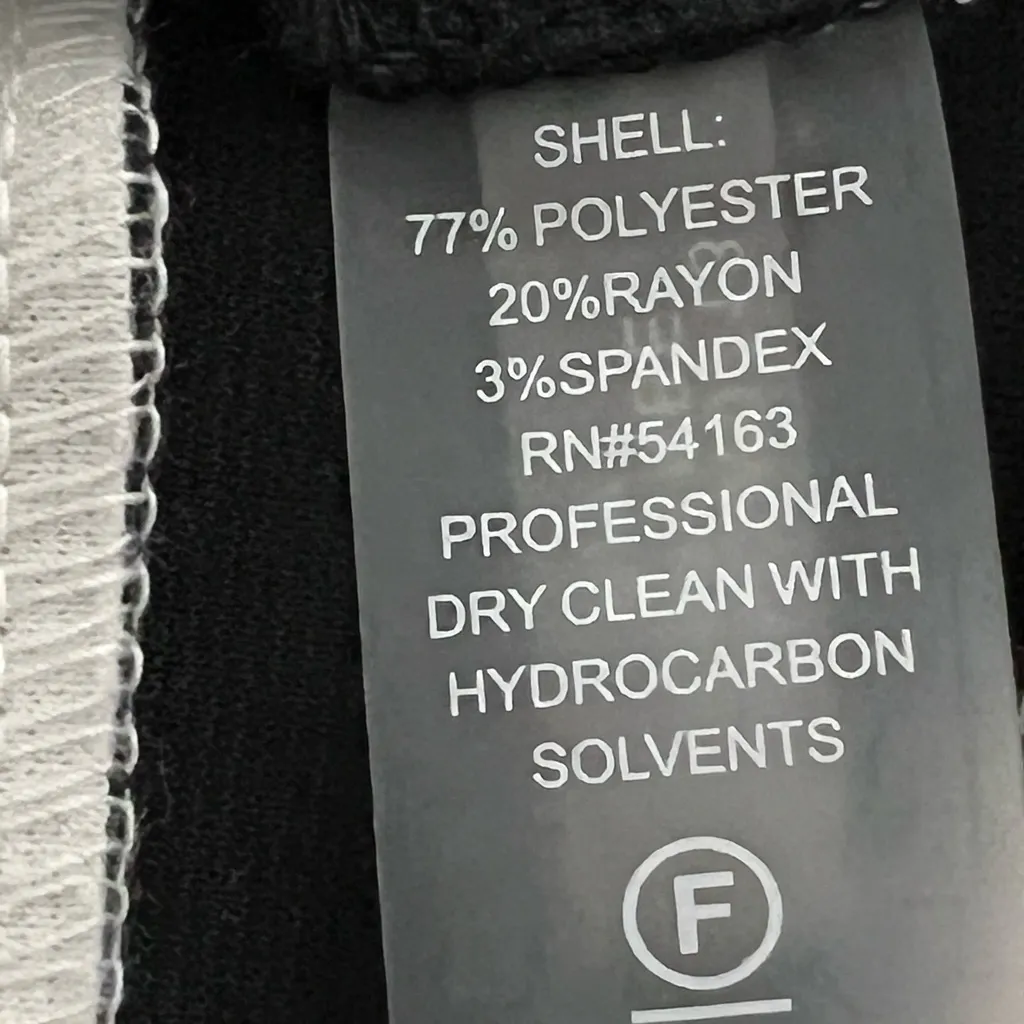 SHELL:
77% POLYESTER
20%RAYON
3%SPANDEX
RN#54163
PROFESSIONAL
DRY CLEAN WITH
HYDROCARBON
SOLVENTS
F